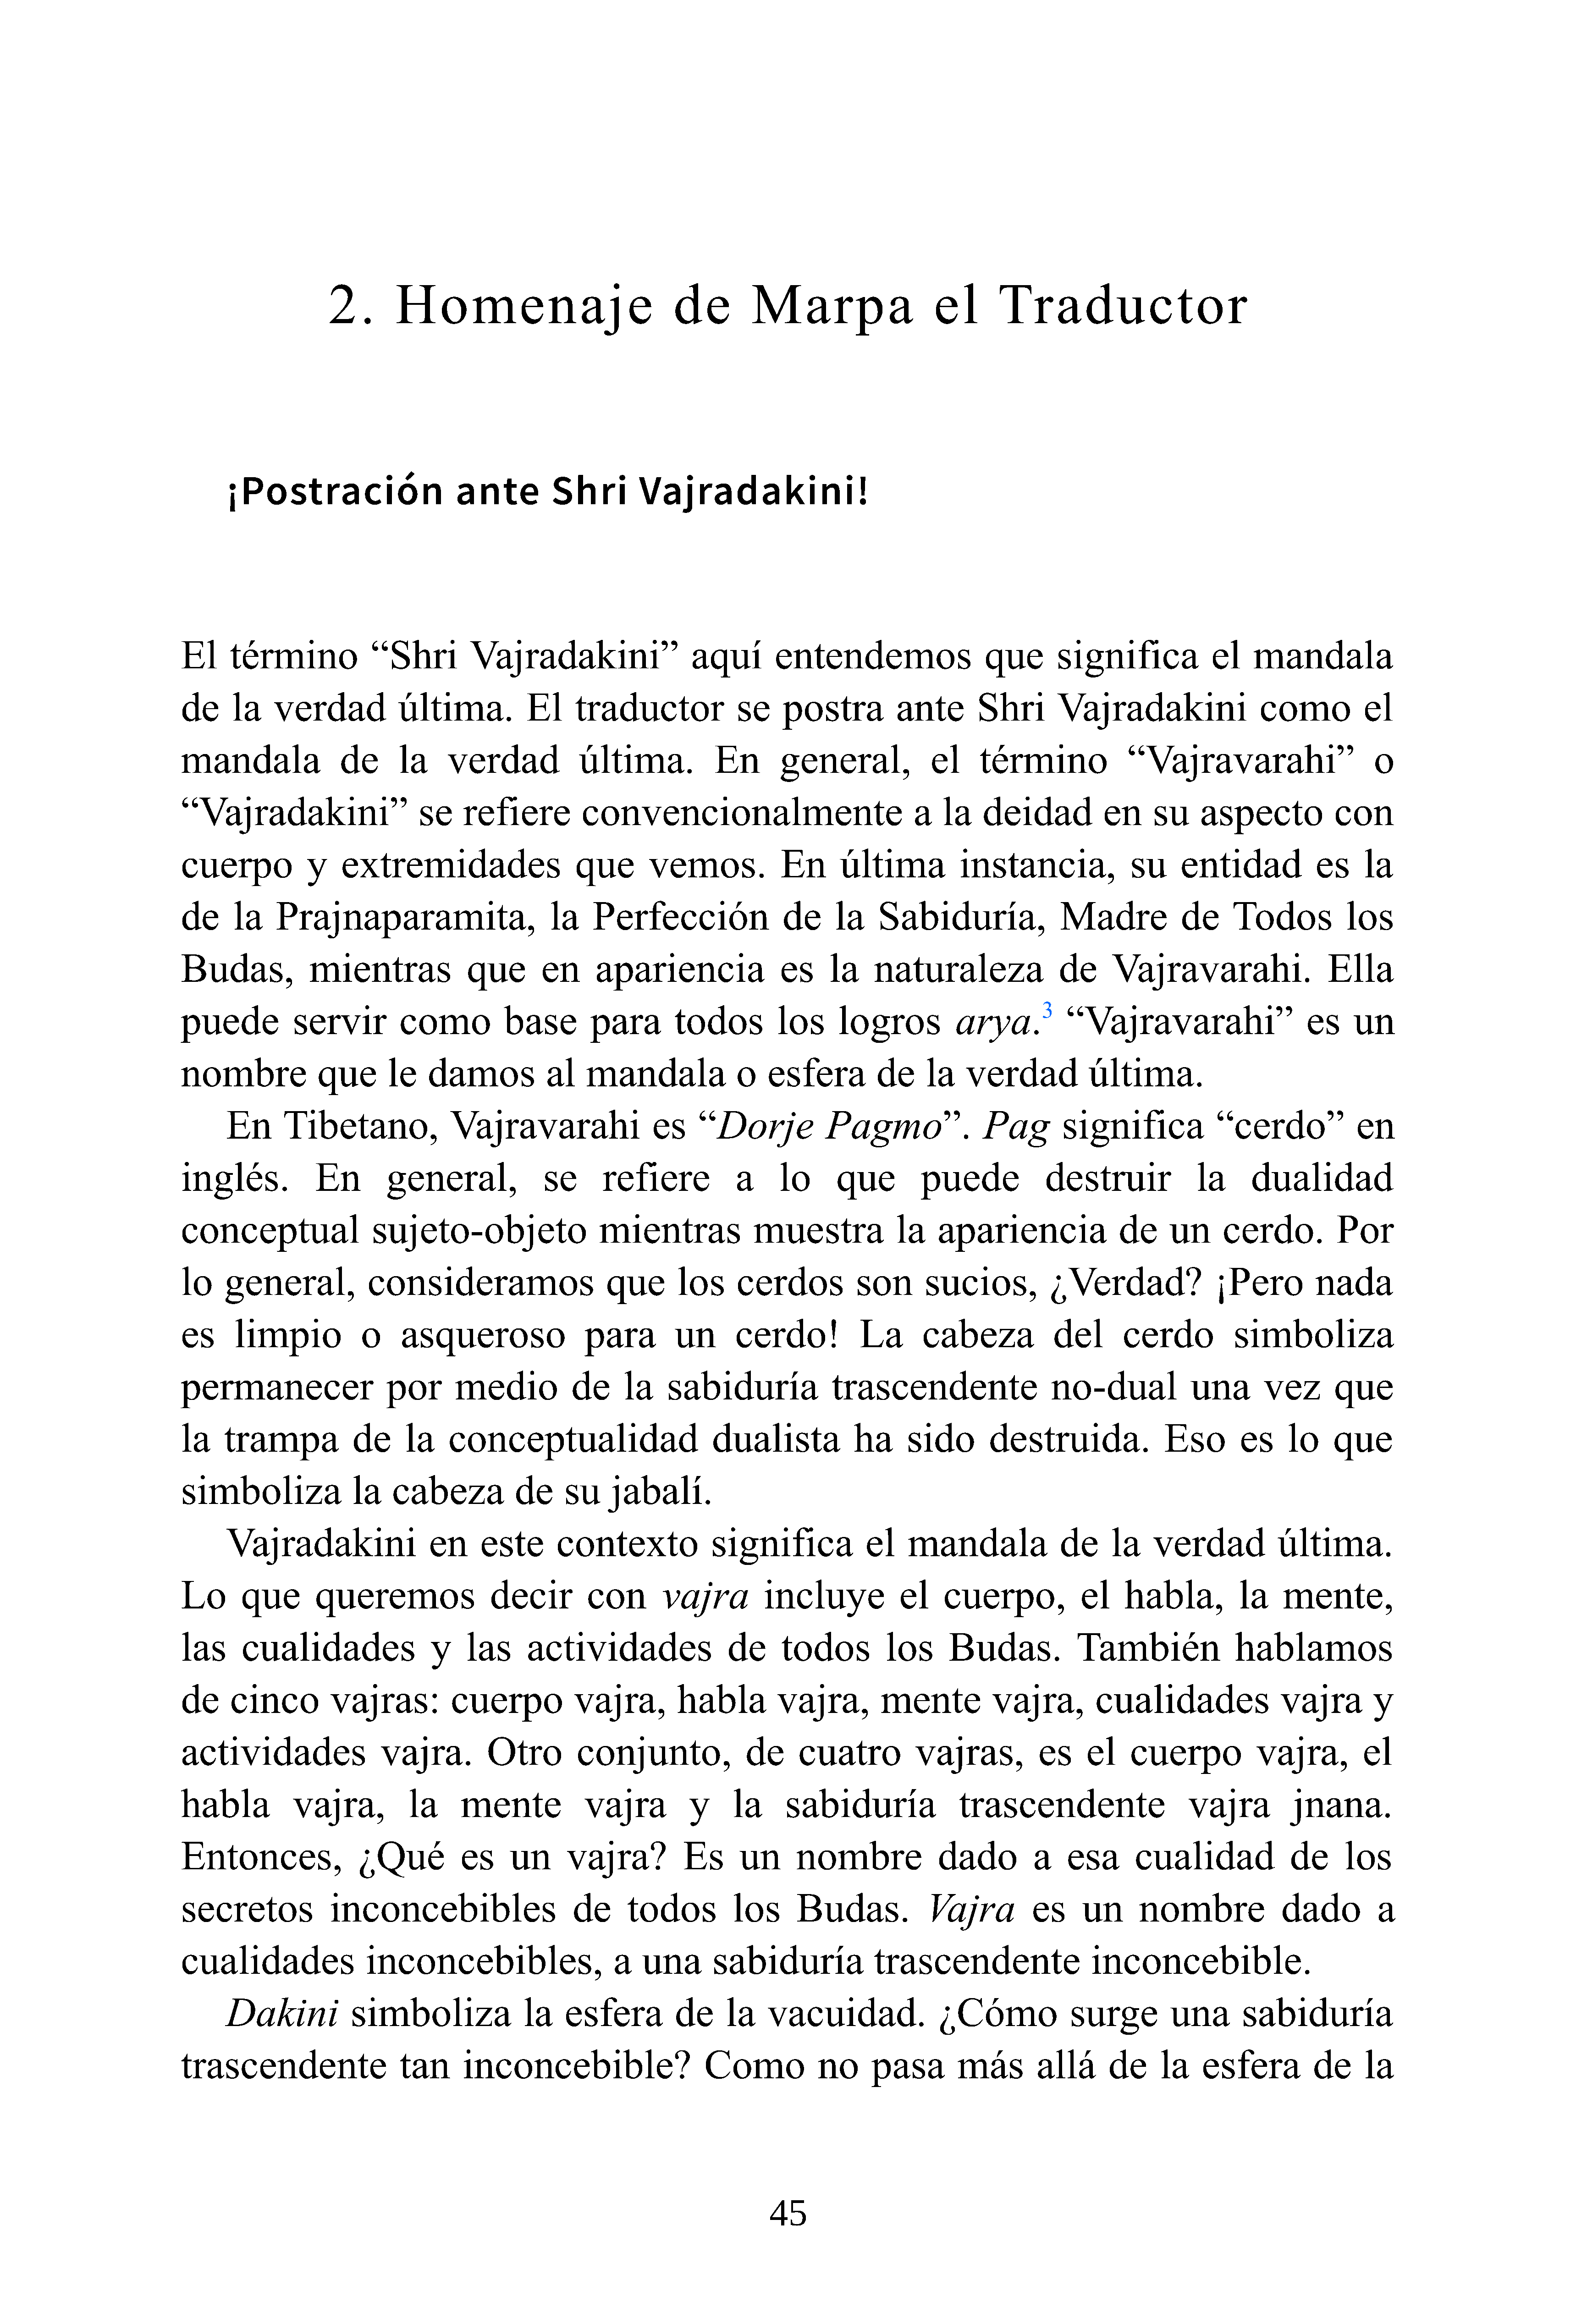 2. Homenaje de Marpa el Traductor
¡Postración ante Shri Vajradakini!
El término “Shri Vajradakini” aquí entendemos que significa el mandala
de la verdad última. El traductor se postra ante Shri Vajradakini como el
mandala de la verdad última. En general, el término “Vajravarahi” o
“Vajradakini” se refiere convencionalmente a la deidad en su aspecto con
cuerpo y extremidades que vemos. En última instancia, su entidad es la
de la Prajnaparamita, la Perfección de la Sabiduría, Madre de Todos los
Budas, mientras que en apariencia es la naturaleza de Vajravarahi. Ella
puede servir como base para todos los logros arya.3 “Vajravarahi” es un
nombre que le damos al mandala o esfera de la verdad última.
En Tibetano, Vajravarahi es “Dorje Pagmo”. Pag significa “cerdo” en
inglés. En general, se refiere a lo que puede destruir la dualidad
conceptual sujeto-objeto mientras muestra la apariencia de un cerdo. Por
lo general, consideramos que los cerdos son sucios, ¿Verdad? ¡Pero nada
es limpio o asqueroso para un cerdo! La cabeza del cerdo simboliza
permanecer por medio de la sabiduría trascendente no-dual una vez que
la trampa de la conceptualidad dualista ha sido destruida. Eso es lo que
simboliza la cabeza de su jabalí.
Vajradakini en este contexto significa el mandala de la verdad última.
Lo que queremos decir con vajra incluye el cuerpo, el habla, la mente,
las cualidades y las actividades de todos los Budas. También hablamos
de cinco vajras: cuerpo vajra, habla vajra, mente vajra, cualidades vajra y
actividades vajra. Otro conjunto, de cuatro vajras, es el cuerpo vajra, el
habla vajra, la mente vajra y la sabiduría trascendente vajra jnana.
Entonces, ¿Qué es un vajra? Es un nombre dado a esa cualidad de los
secretos inconcebibles de todos los Budas. Vajra es un nombre dado a
cualidades inconcebibles, a una sabiduría trascendente inconcebible.
Dakini simboliza la esfera de la vacuidad. ¿Cómo surge una sabiduría
trascendente tan inconcebible? Como no pasa más allá de la esfera de la
45